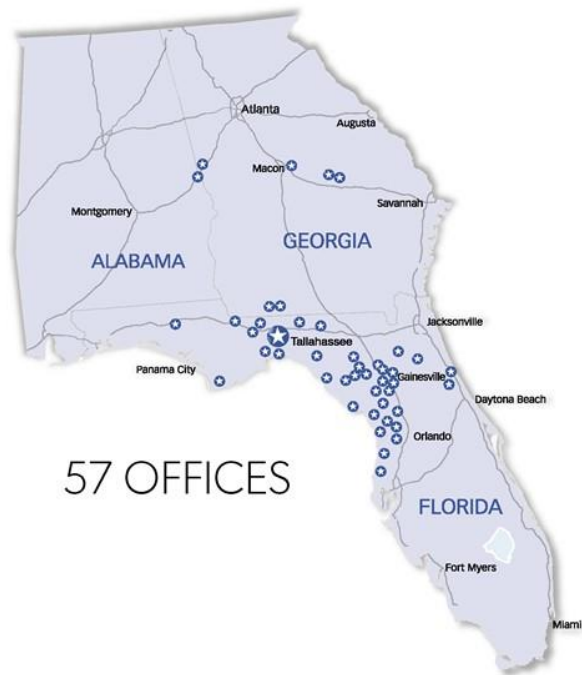 Atlanta
Augusta
Macon
Savannah
Montgomery
GEORGIA
ALABAMA
Jacksonville
Tallahassee
Panama City
Gainesville
Daytona Beach
Orlando
57 OFFICES
FLORIDA
Fort Myers
Miami